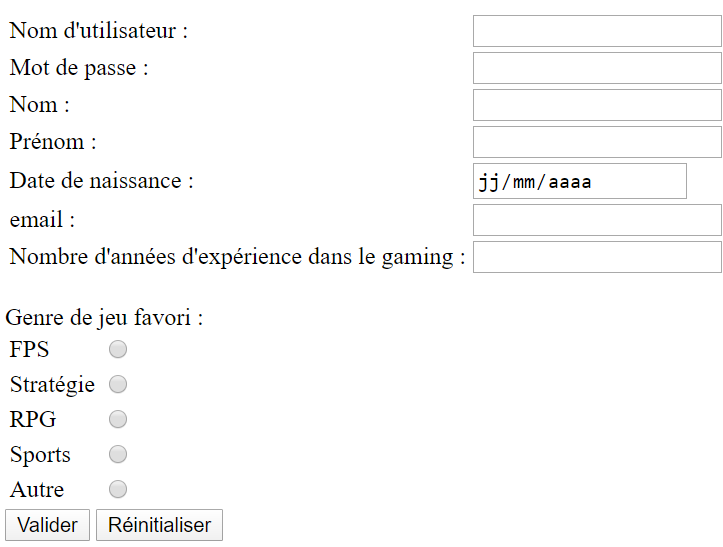 Nom d'utilisateur :
Mot de passe :
Nom :
Prénom :
Date de naissance : jj/mm/aaaa
email :
Nombre d'années d'expérience dans le gaming :
Genre de jeu favori :
FPS
Stratégie
RPG
Sports
Autre
Valider Réinitialiser